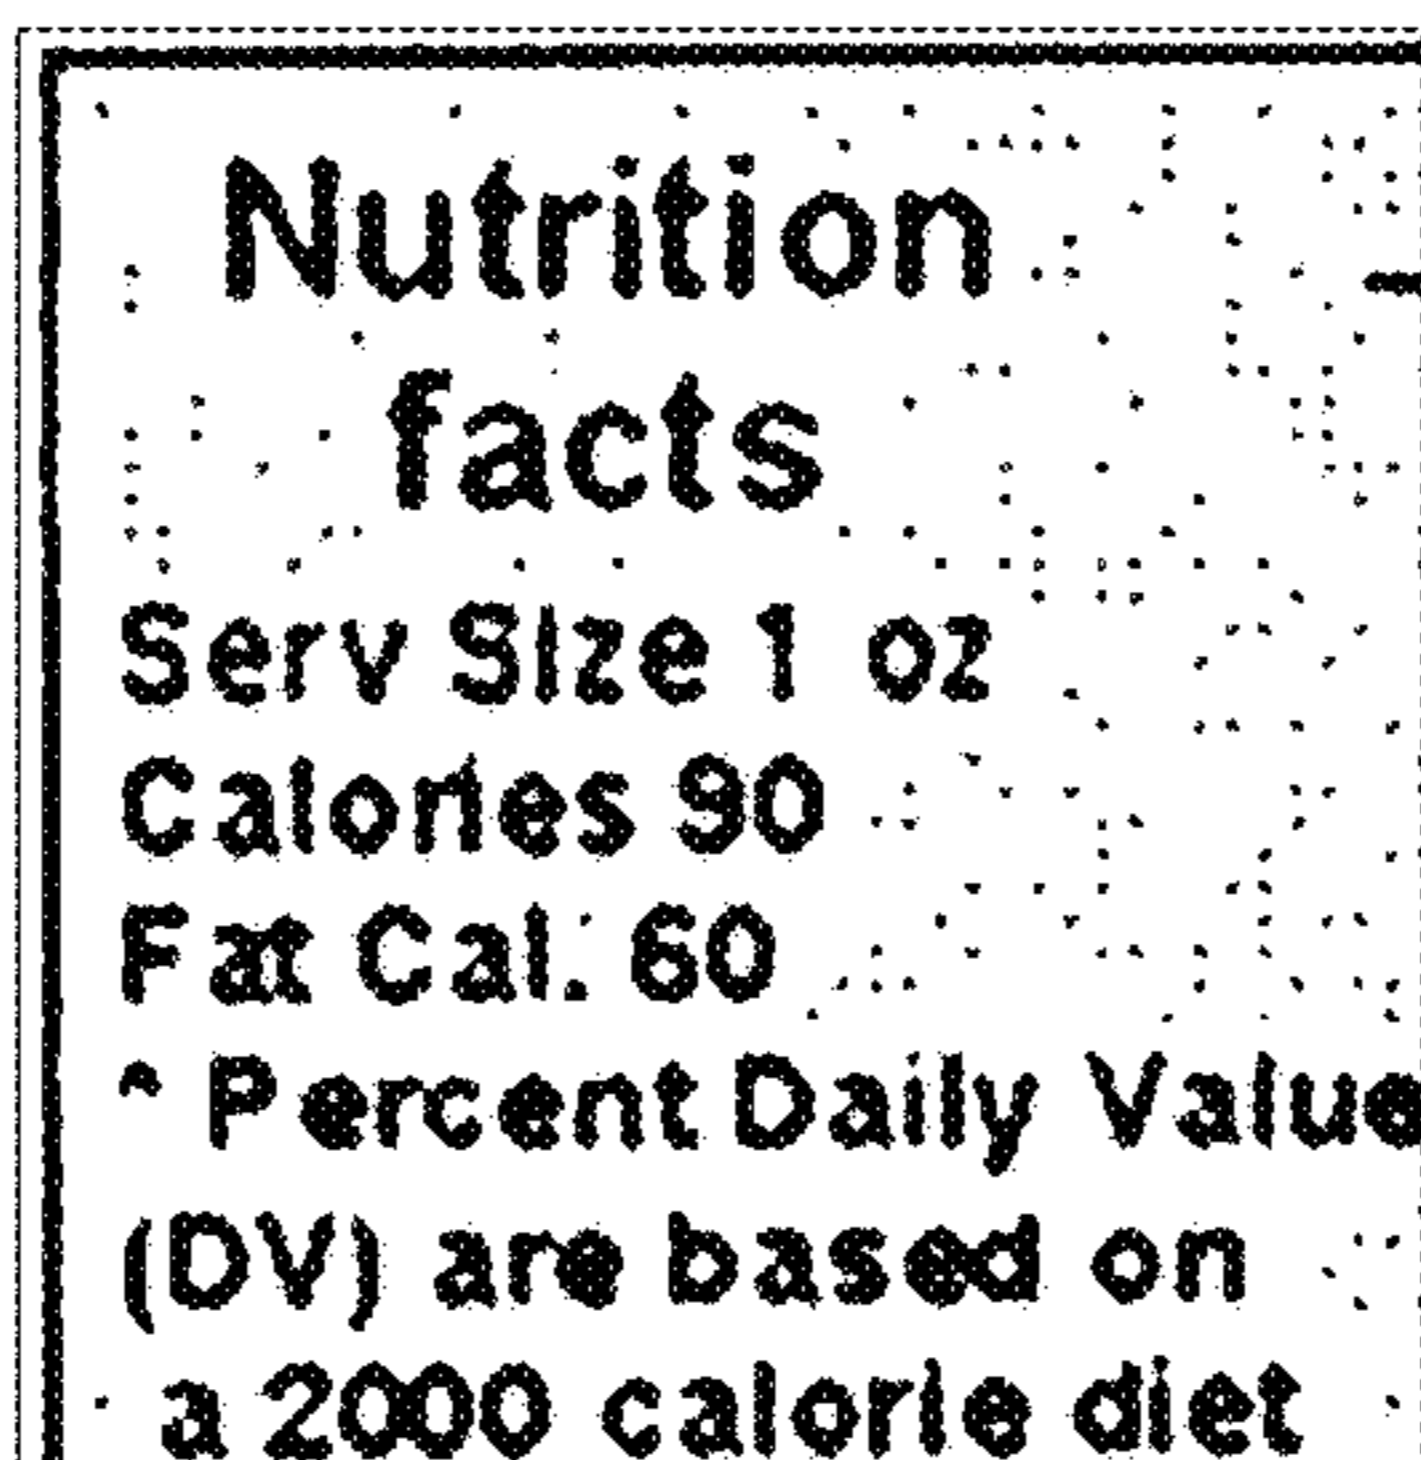 Nutrition
facts
Serv Size 1 oz
Calories 90
Fat Cal. 60
* Percent Daily Value
(DV) are based on
a 2000 calorie diet